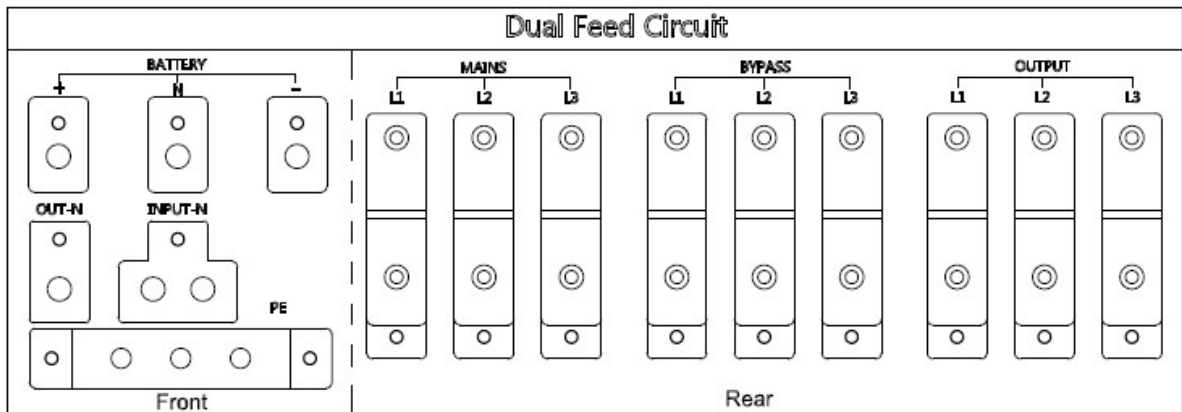 Dual Feed Circuit
BATTERY
+ N -
OUT-N INPUT-N
PE
Front
MAINS BYPASS OUTPUT
L1 L2 L3 L1 L2 L3 L1 L2 L3
Rear